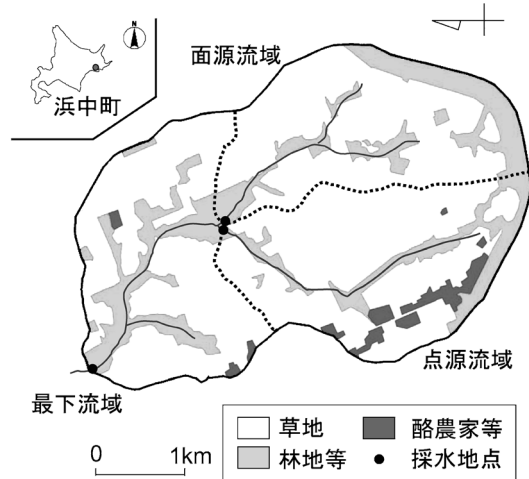 N
浜中町
面源流域
点源流域
最下流域
0 1km
草地
酪農家等
林地等
採水地点